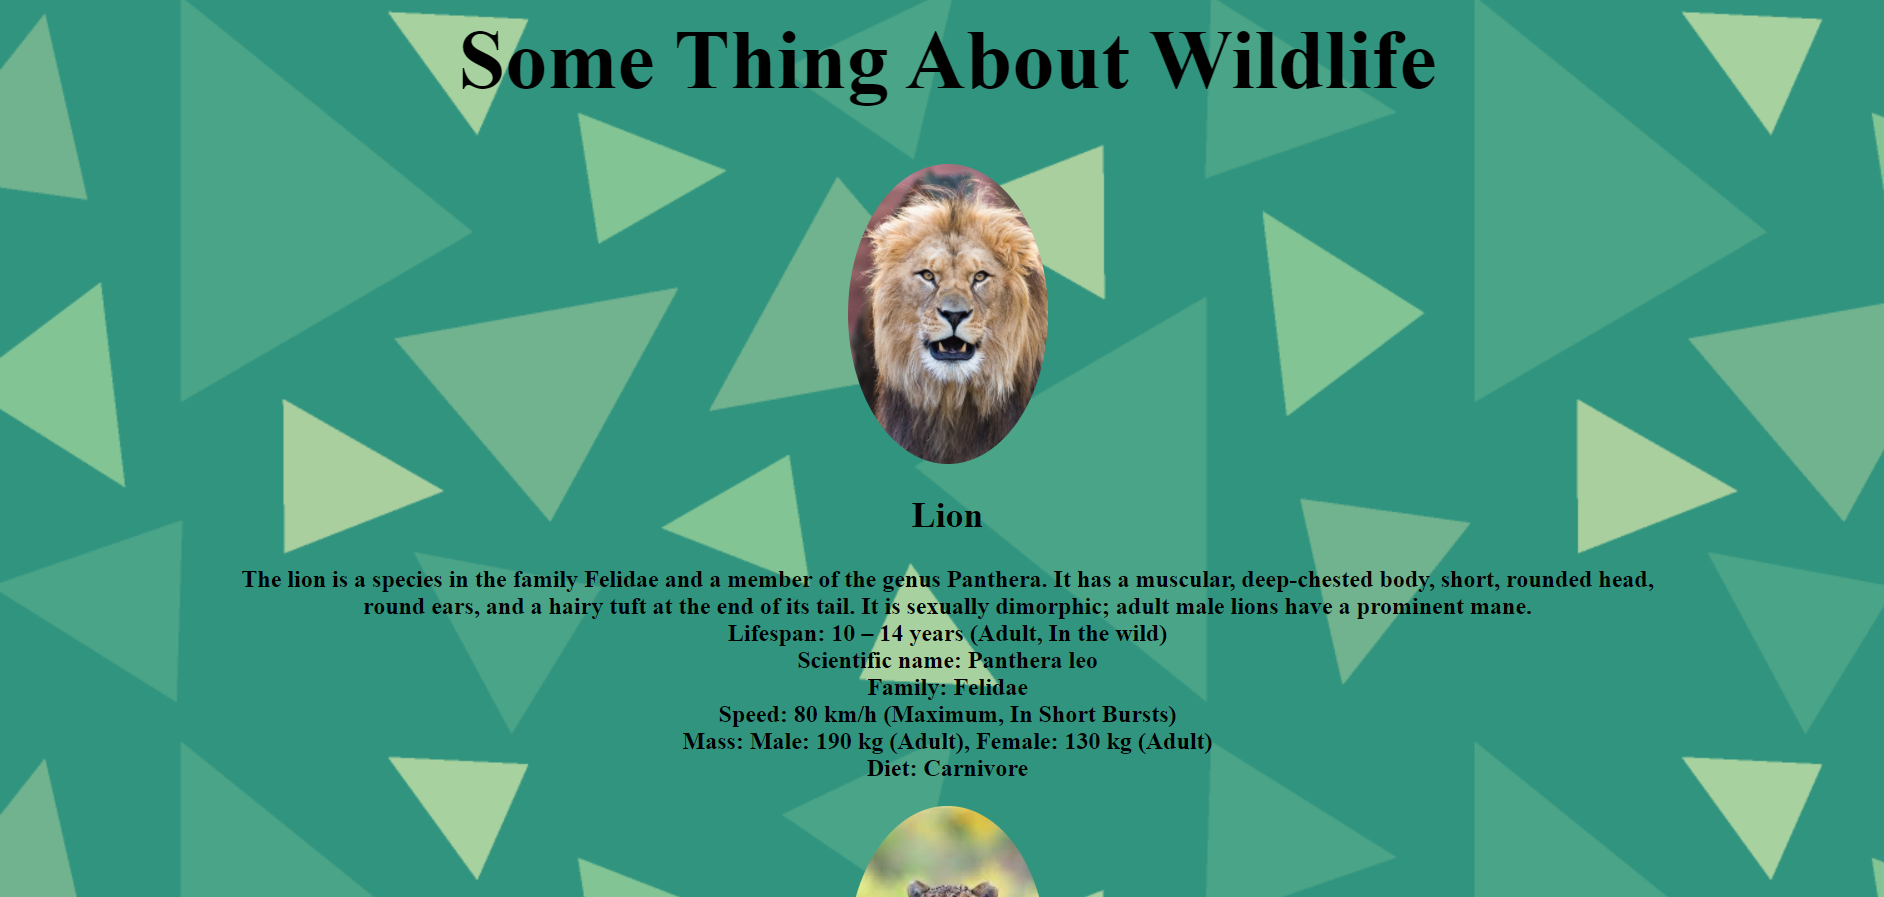 Some Thing About Wildlife
Lion
The lion is a species in the family Felidae and a member of the genus Panthera. It has a muscular, deep-chested body, short, rounded head,
round ears, and a hairy tuft at the end of its tail. It is sexually dimorphic; adult male lions have a prominent mane.
Lifespan: 10 – 14 years (Adult, In the wild)
Scientific name: Panthera leo
Family: Felidae
Speed: 80 km/h (Maximum, In Short Bursts)
Mass: Male: 190 kg (Adult), Female: 130 kg (Adult)
Diet: Carnivore